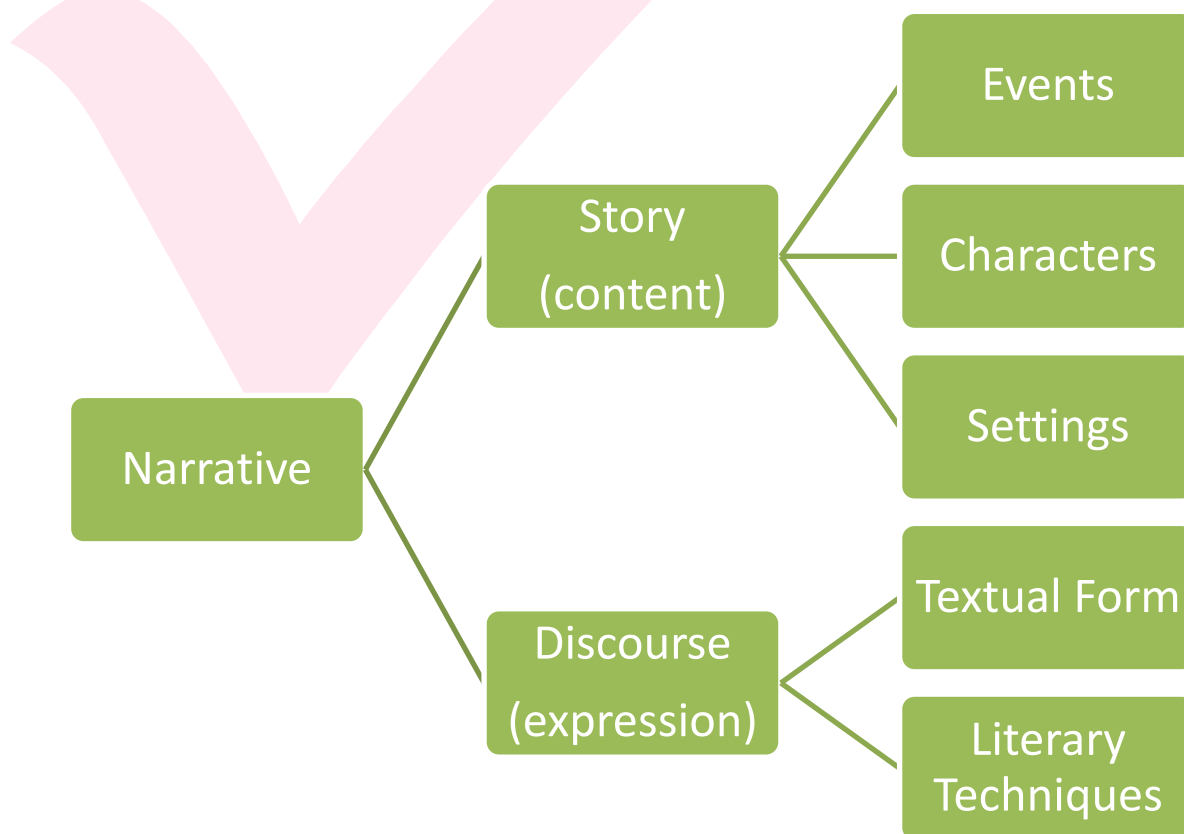 Narrative
Story
(content)
Events
Characters
Settings
Discourse
(expression)
Textual Form
Literary
Techniques